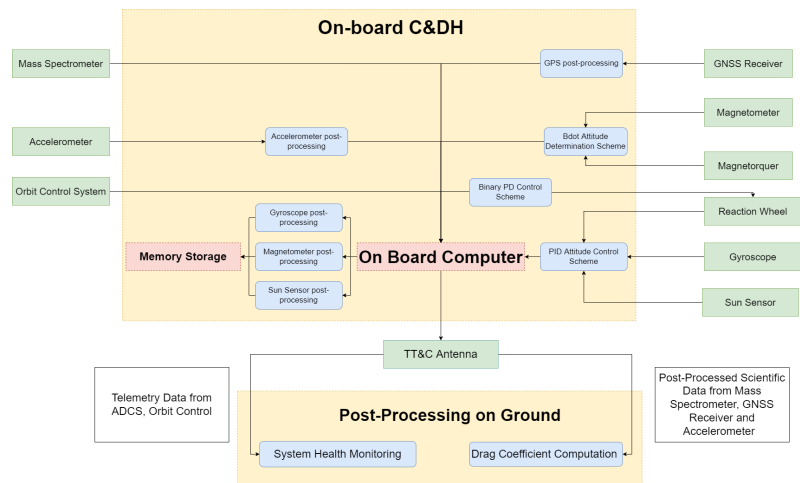 On-board C&DH
Mass Spectrometer
GPS post-processing
GNSS Receiver
Magnetometer
Accelerometer
Accelerometer post-
processing
Bdot Attitude
Determination Scheme
Magnetorquer
Orbit Control System
Binary PD Control
Scheme
Reaction Wheel
Gyroscope post-
processing
Memory Storage
Magnetometer post-
processing
On Board Computer
PID Attitude Control
Scheme
Gyroscope
Sun Sensor post-
processing
Sun Sensor
TT&C Antenna
Telemetry Data from
ADCS, Orbit Control
Post-Processed Scientific
Data from Mass
Spectrometer, GNSS
Receiver and
Accelerometer
Post-Processing on Ground
System Health Monitoring
Drag Coefficient Computation